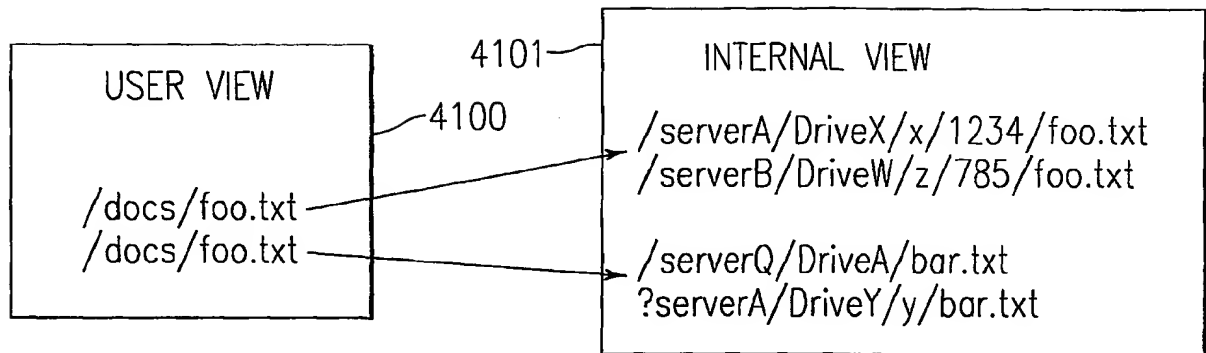 USER VIEW
4100
/docs/foo.txt
/docs/foo.txt
4101
INTERNAL VIEW
/serverA/DriveX/x/1234/foo.txt
/serverB/DriveW/z/785/foo.txt
/serverQ/DriveA/bar.txt
?serverA/DriveY/y/bar.txt